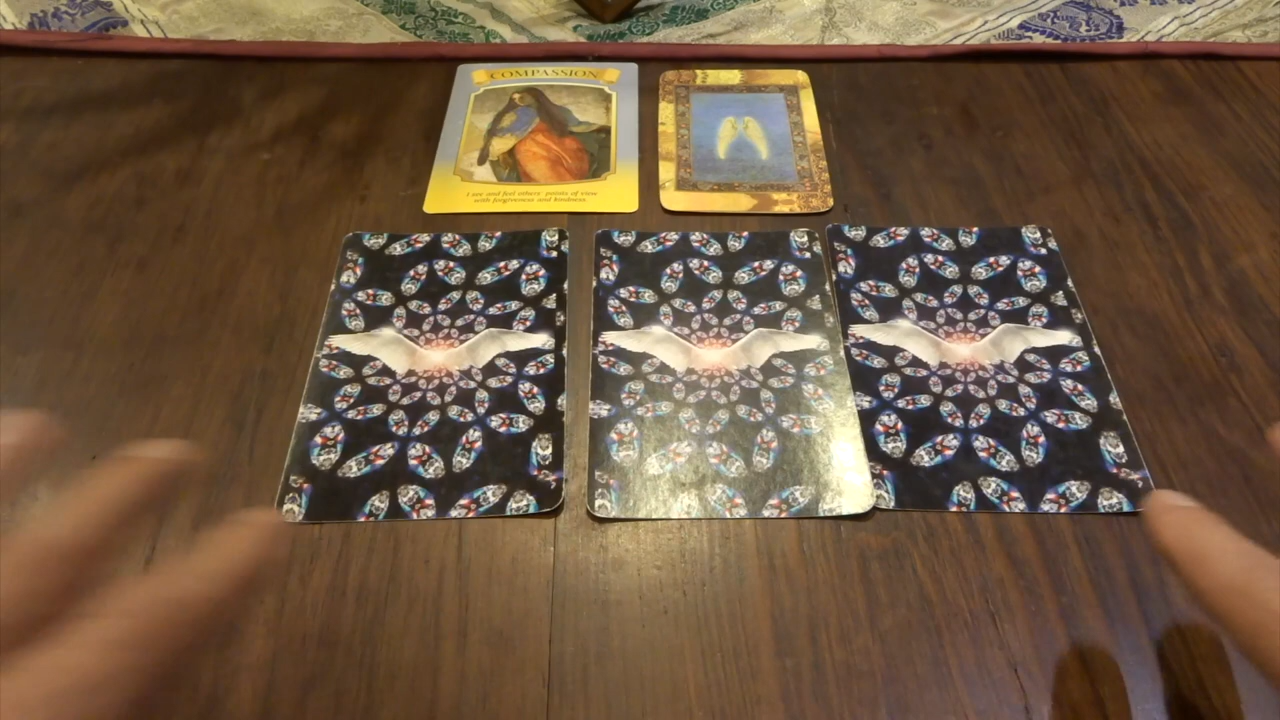 COMPASSION
I see and feel others' points of view
with forgiveness and kindness